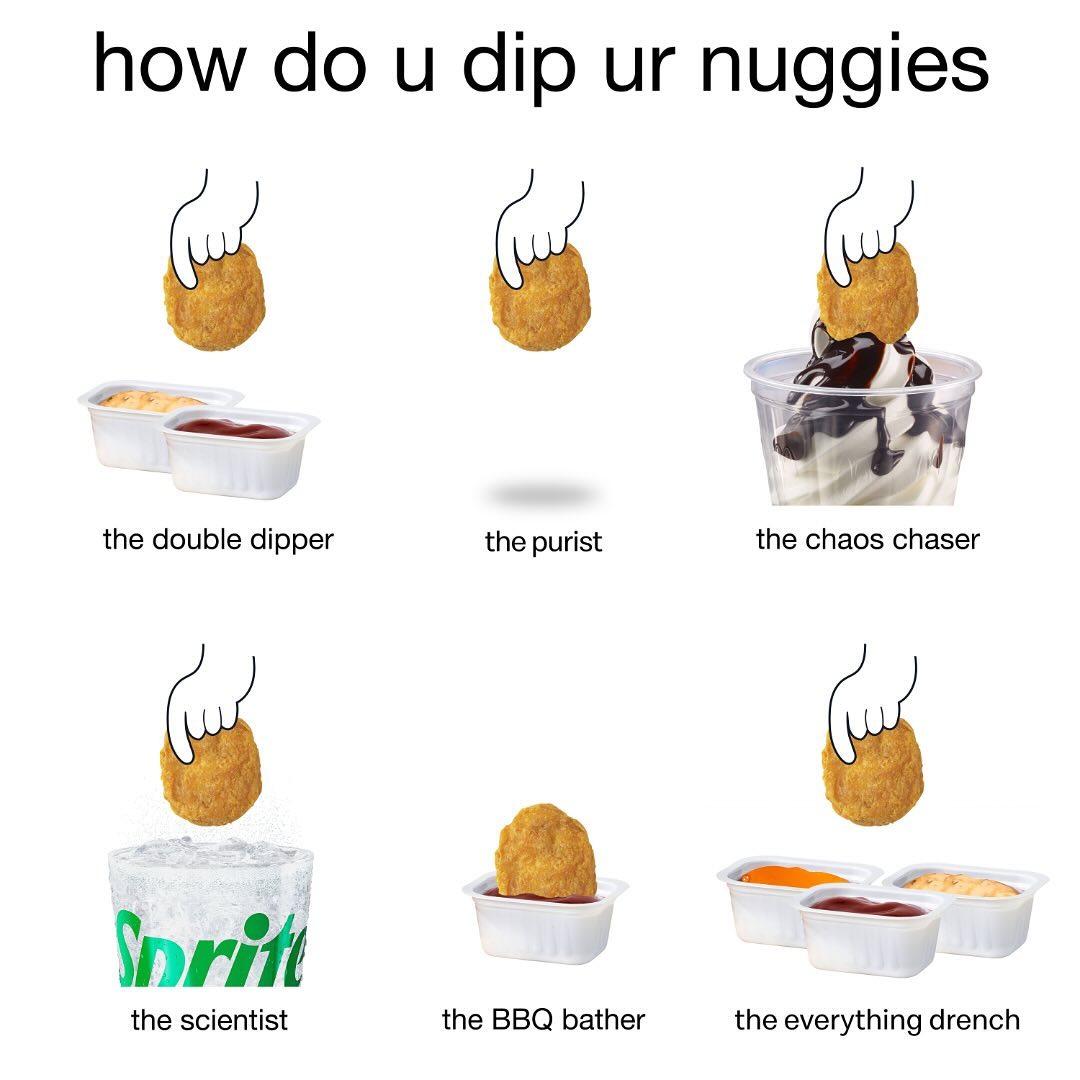 how do u dip ur nuggies
the double dipper
the purist
the chaos chaser
Sprite
the scientist
the BBQ bather
the everything drench